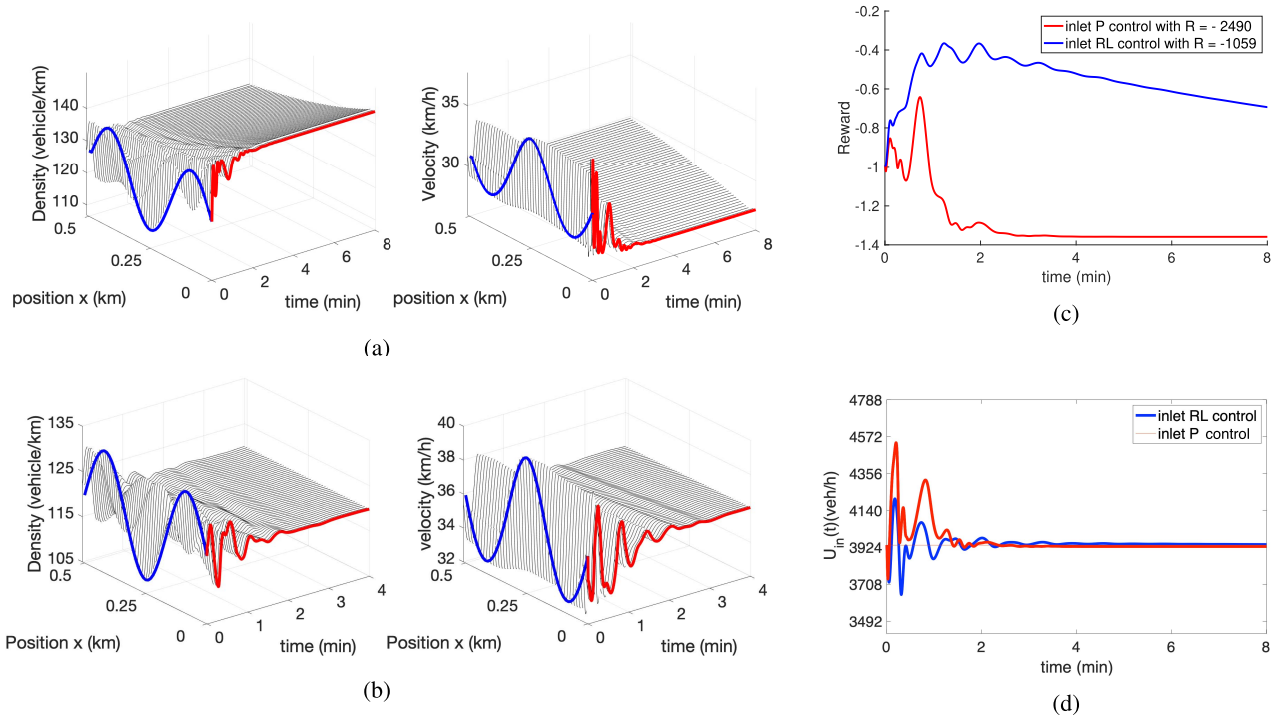 Density (vehicle/km)
140
130
120
110
0.5
0.25
0
position x (km)
0
2
4
6
8
time (min)
Velocity (km/h)
35
30
0.5
0.25
0
position x (km)
0
2
4
6
8
time (min)
(a)
Density (vehicle/km)
135
125
115
105
0.5
0.25
0
Position x (km)
0
1
2
3
4
time (min)
velocity (km/h)
40
38
36
34
32
0.5
0.25
0
Position x (km)
0
1
2
3
4
time (min)
(b)
Reward
-0.2
-0.4
-0.6
-0.8
-1
-1.2
-1.4
0
2
4
6
8
time (min)
inlet P control with R = - 2490
inlet RL control with R = -1059
(c)
U_in(t)(veh/h)
4788
4572
4356
4140
3924
3708
3492
0
2
4
6
8
time (min)
inlet RL control
inlet P control
(d)